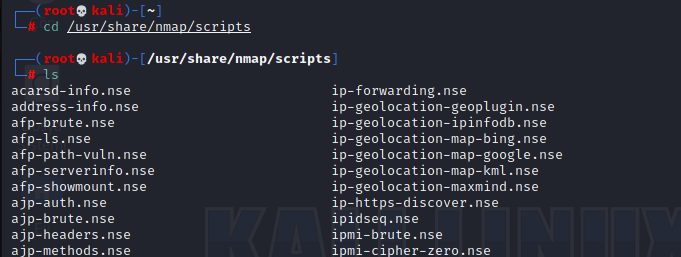 ┌──(root💀kali)-[~]
└─# cd /usr/share/nmap/scripts
┌──(root💀kali)-[/usr/share/nmap/scripts]
└─# ls
acarsd-info.nse ip-forwarding.nse
address-info.nse ip-geolocation-geoplugin.nse
afp-brute.nse ip-geolocation-ipinfodb.nse
afp-ls.nse ip-geolocation-map-bing.nse
afp-path-vuln.nse ip-geolocation-map-google.nse
afp-serverinfo.nse ip-geolocation-map-kml.nse
afp-showmount.nse ip-geolocation-maxmind.nse
ajp-auth.nse ip-https-discover.nse
ajp-brute.nse ipidseq.nse
ajp-headers.nse ipmi-brute.nse
ajp-methods.nse ipmi-cipher-zero.nse
KALI LINUX